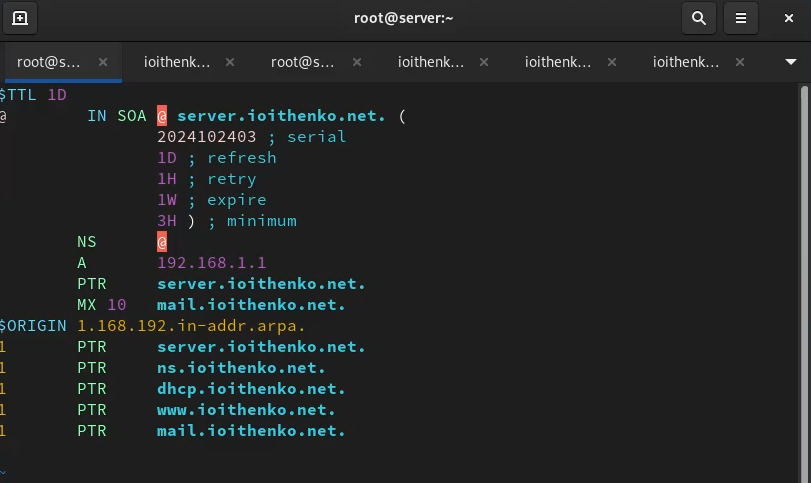 root@server:~
root@s... ioithenk... root@s... ioithenk... ioithenk... ioithenk...
$TTL 1D
@ IN SOA @ server.ioithenko.net. (
2024102403 ; serial
1D ; refresh
1H ; retry
1W ; expire
3H ) ; minimum
NS @
A 192.168.1.1
PTR server.ioithenko.net.
MX 10 mail.ioithenko.net.
$ORIGIN 1.168.192.in-addr.arpa.
1 PTR server.ioithenko.net.
1 PTR ns.ioithenko.net.
1 PTR dhcp.ioithenko.net.
1 PTR www.ioithenko.net.
1 PTR mail.ioithenko.net.
~